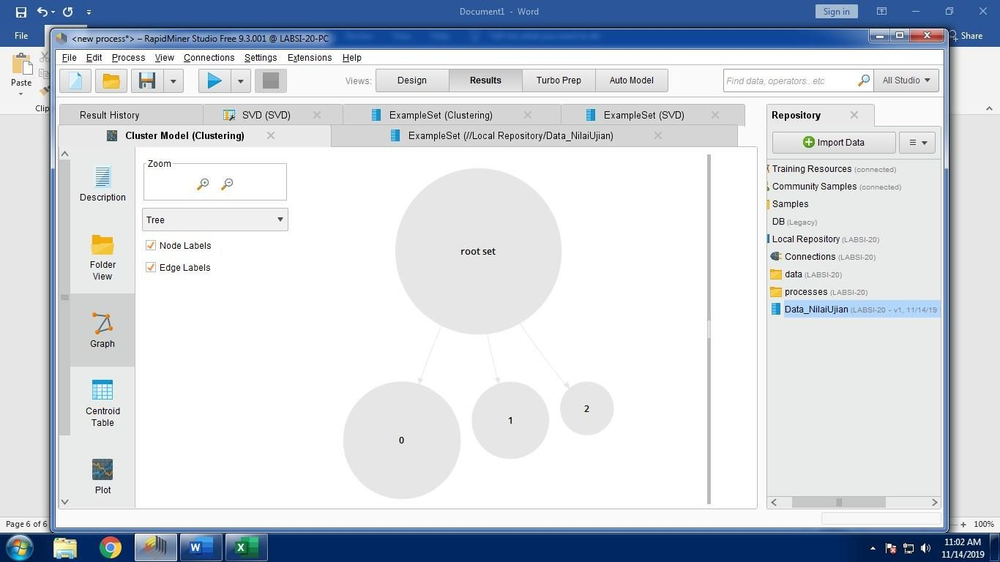 Document1 - Word
Sign in
File
Share
Paste
Clip
<new process*> – RapidMiner Studio Free 9.3.001 @ LABSI-20-PC
File Edit Process View Connections Settings Extensions Help
Views:
Design
Results
Turbo Prep
Auto Model
Find data, operators...etc
All Studio
Result History
SVD (SVD)
ExampleSet (Clustering)
ExampleSet (SVD)
Cluster Model (Clustering)
ExampleSet (//Local Repository/Data_NilaiUjian)
Description
Folder
View
Graph
Centroid
Table
Plot
Zoom
Tree
Node Labels
Edge Labels
root set
0
1
2
Repository
Import Data
Training Resources (connected)
Community Samples (connected)
Samples
DB (Legacy)
Local Repository (LABSI-20)
Connections (LABSI-20)
data (LABSI-20)
processes (LABSI-20)
Data_NilaiUjian (LABSI-20 - v1, 11/14/19
Page 6 of 6
100%
11:02 AM
11/14/2019